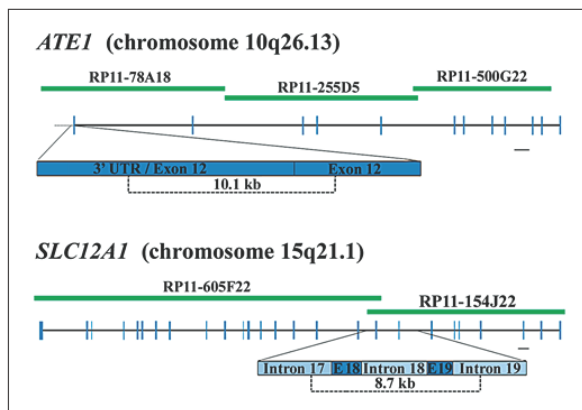 ATE1 (chromosome 10q26.13)
RP11-78A18
RP11-255D5
RP11-500G22
3' UTR / Exon 12
Exon 12
10.1 kb
SLC12A1 (chromosome 15q21.1)
RP11-605F22
RP11-154J22
Intron 17
E18
Intron 18
E19
Intron 19
8.7 kb